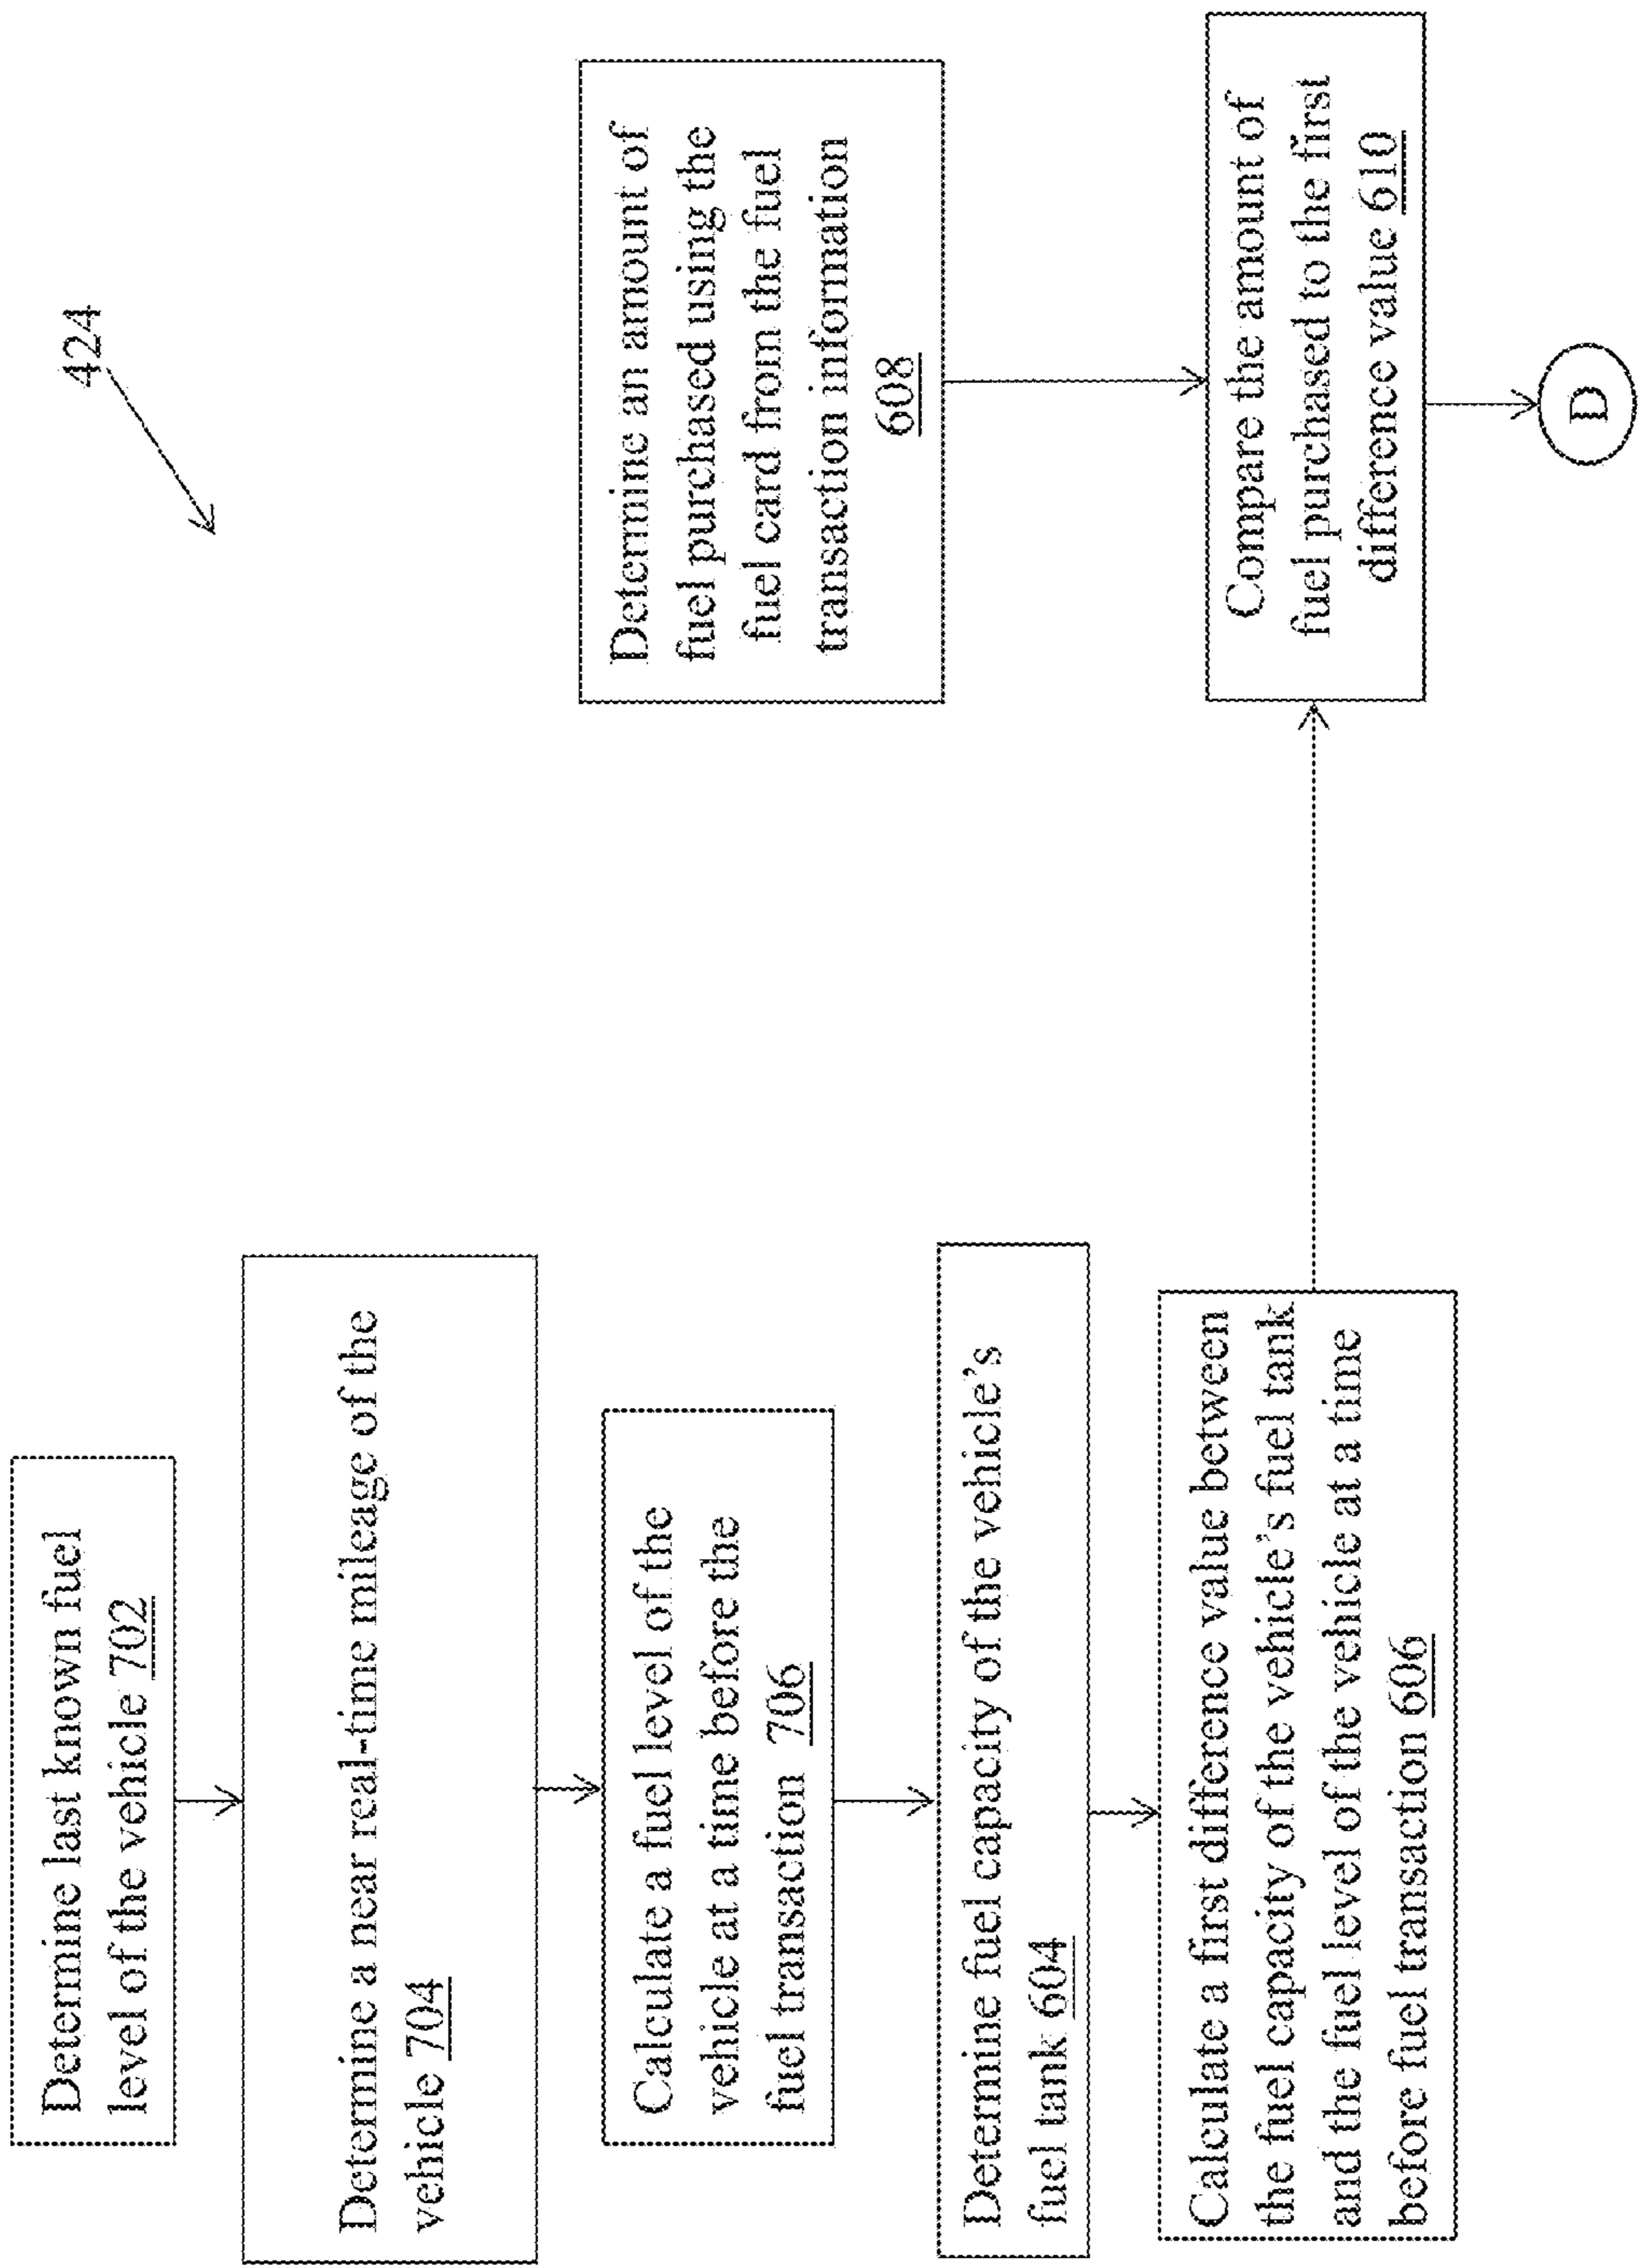 424
Determine last known fuel
level of the vehicle 702
Determine a near real-time mileage of the
vehicle 704
Calculate a fuel level of the
vehicle at a time before the
fuel transaction 706
Determine fuel capacity of the vehicle's
fuel tank 604
Calculate a first difference value between
the fuel capacity of the vehicle's fuel tank
and the fuel level of the vehicle at a time
before fuel transaction 606
Determine an amount of
fuel purchased using the
fuel card from the fuel
transaction information
608
Compare the amount of
fuel purchased to the first
difference value 610
D